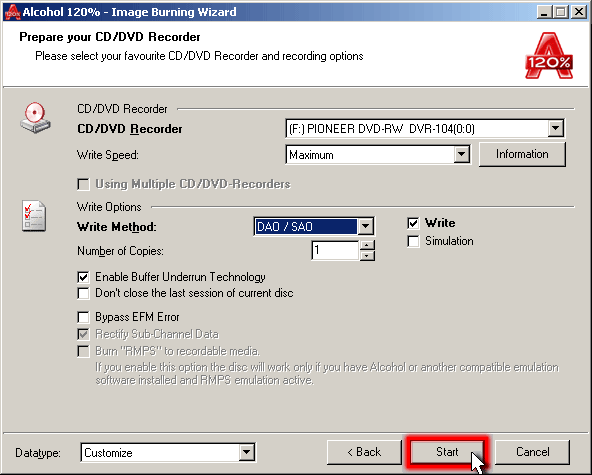 Alcohol 120% - Image Burning Wizard
Prepare your CD/DVD Recorder
Please select your favourite CD/DVD Recorder and recording options
120%
CD/DVD Recorder
CD/DVD Recorder (F:) PIONEER DVD-RW DVR-104(0:0)
Write Speed: Maximum Information
Using Multiple CD/DVD-Recorders
Write Options
Write Method: DAO / SAO Write
Simulation
Number of Copies: 1
Enable Buffer Underrun Technology
Don't close the last session of current disc
Bypass EFM Error
Rectify Sub-Channel Data
Burn "RMPS" to recordable media.
If you enable this option the disc will work only if you have Alcohol or another compatible emulation
software installed and RMPS emulation active.
Datatype: Customize < Back Start Cancel